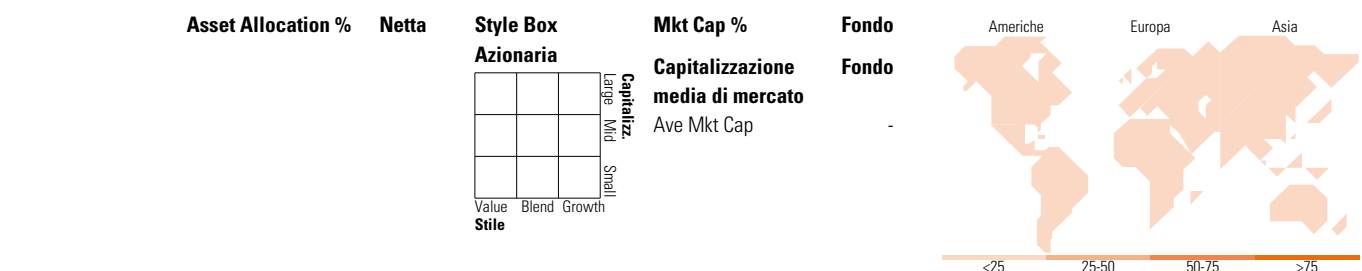 Asset Allocation % Netta
Style Box
Azionaria
Large Mid Small
Capitalizz.
Value Blend Growth
Stile
Mkt Cap % Fondo
Capitalizzazione Fondo
media di mercato
Ave Mkt Cap -
Americhe Europa Asia
<25 25-50 50-75 >75